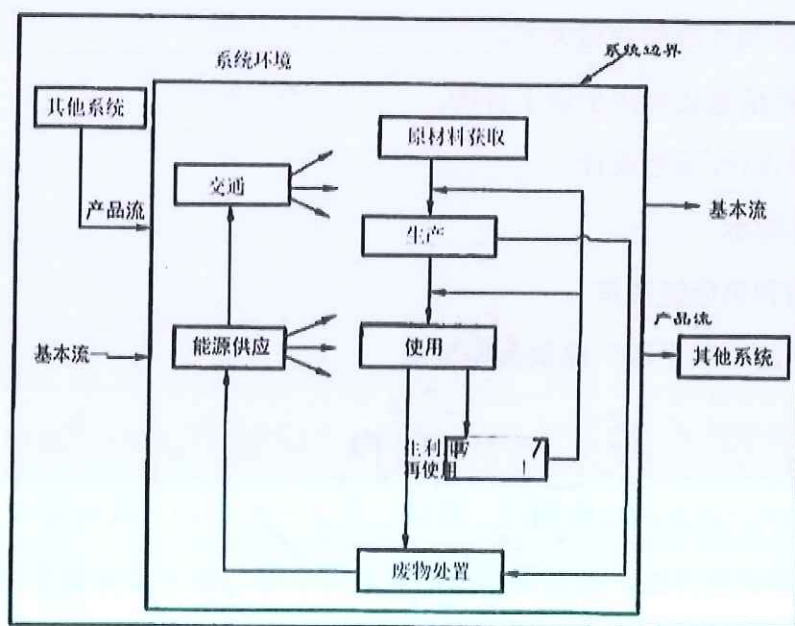 系统环境
系统边界
其他系统
原材料获取
交通
产品流
基本流
生产
产品流
基本流
能源供应
使用
其他系统
再使用
废物处置